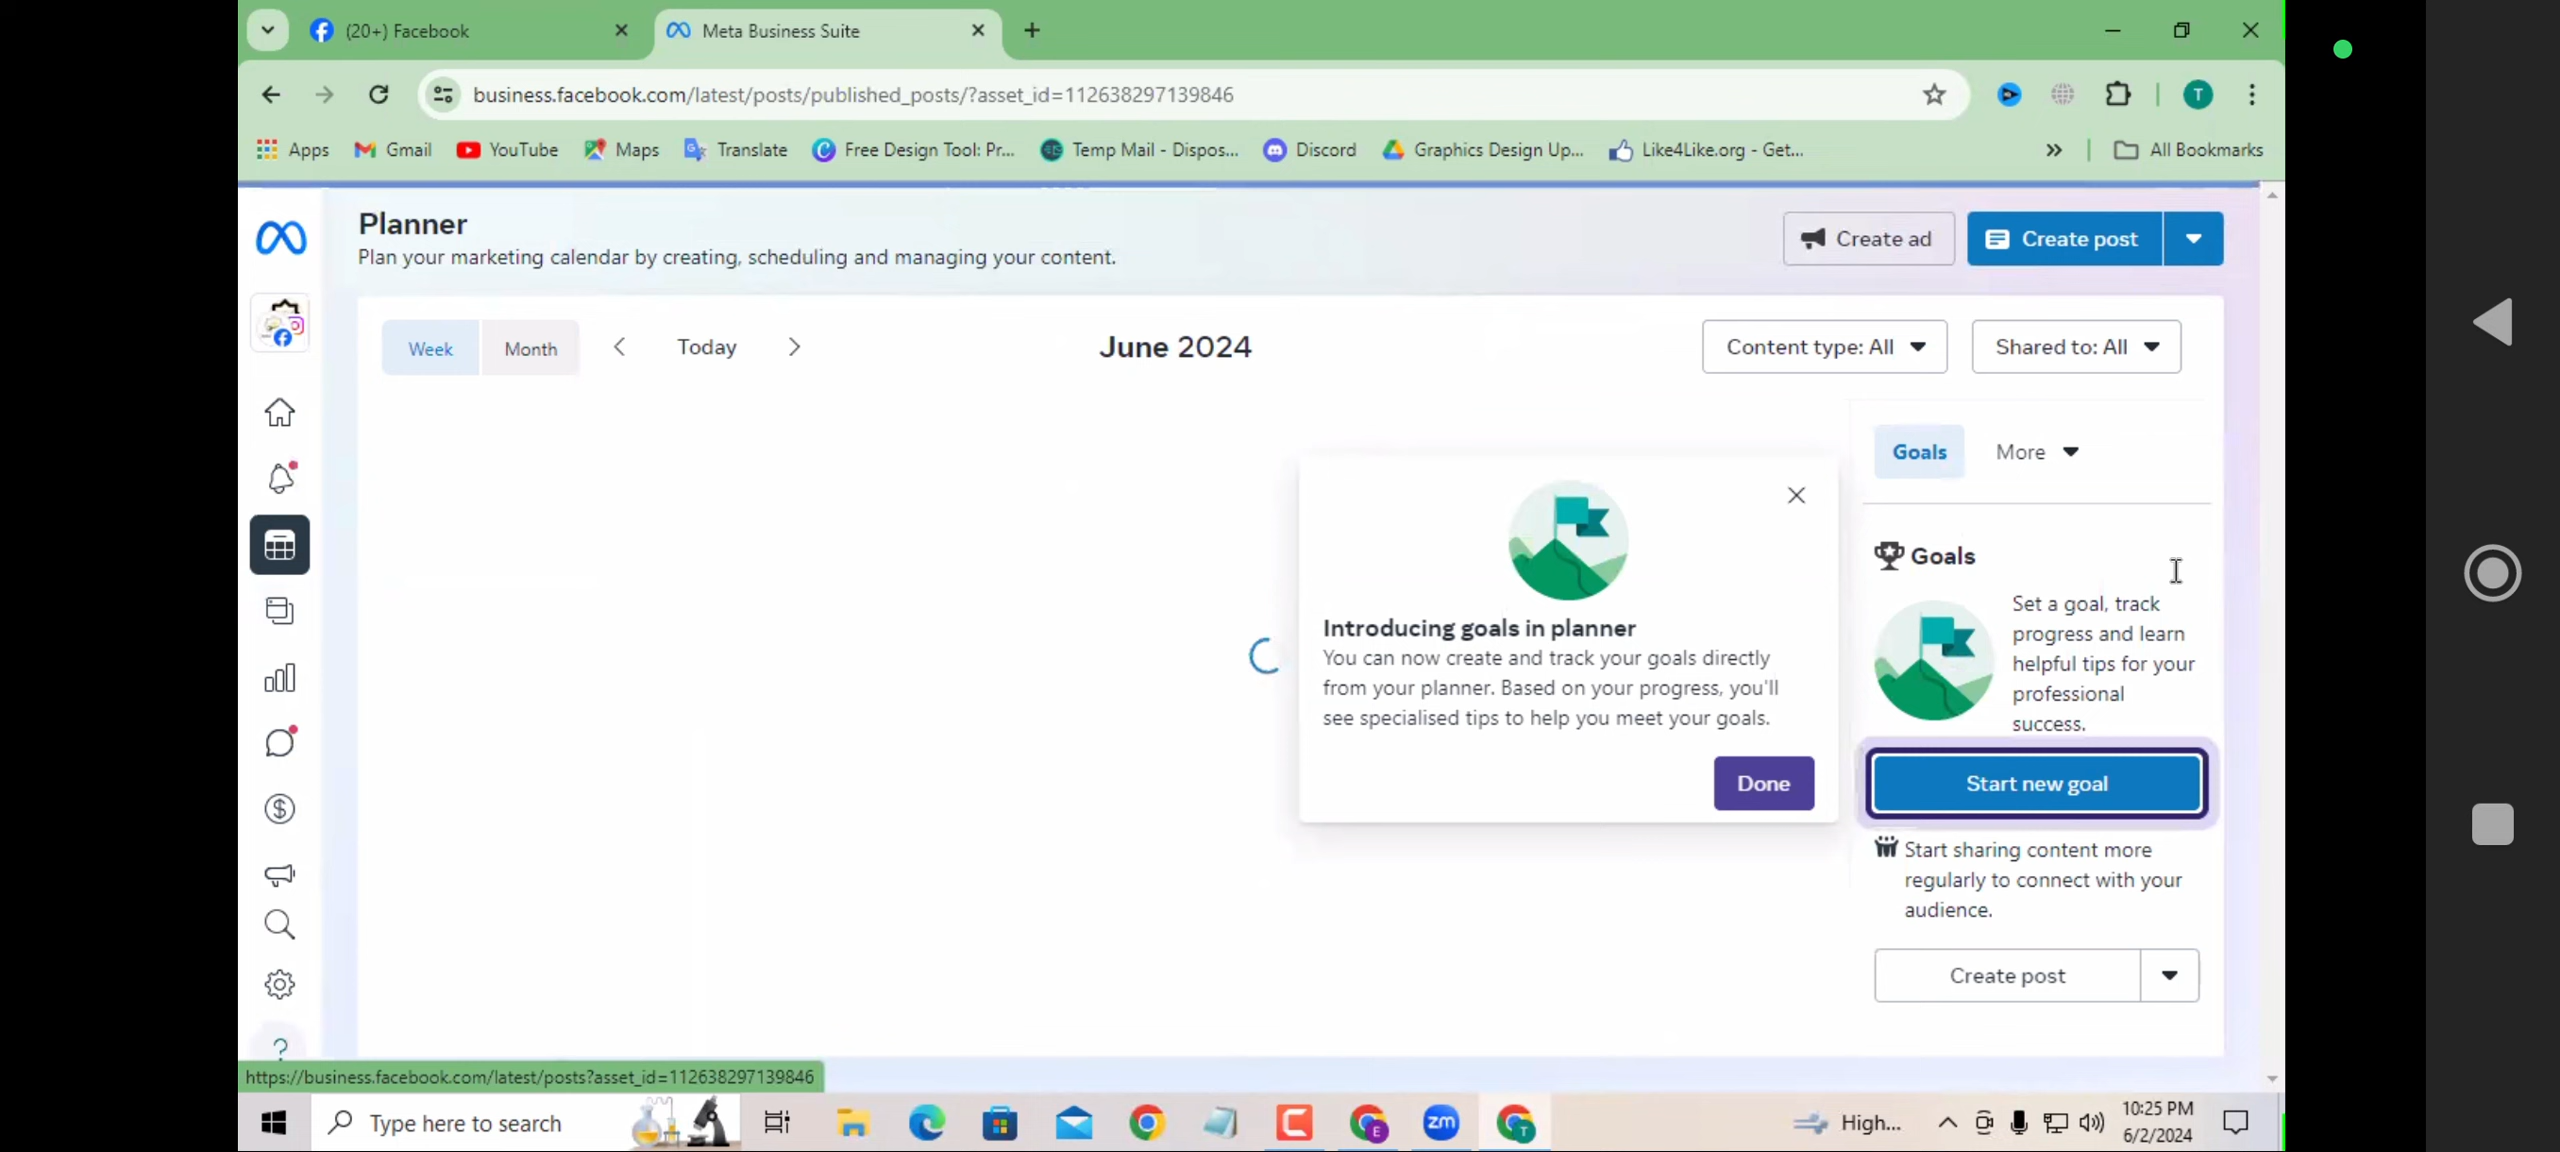 (20+) Facebook
Meta Business Suite
business.facebook.com/latest/posts/published_posts/?asset_id=112638297139846
T
Apps
Gmail
YouTube
Maps
Translate
Free Design Tool: Pr...
Temp Mail - Dispos...
Discord
Graphics Design Up...
Like4Like.org - Get...
All Bookmarks
Planner
Plan your marketing calendar by creating, scheduling and managing your content.
Create ad
Create post
Week
Month
Today
June 2024
Content type: All
Shared to: All
Goals
More
Introducing goals in planner
You can now create and track your goals directly
from your planner. Based on your progress, you'll
see specialised tips to help you meet your goals.
Done
Goals
Set a goal, track
progress and learn
helpful tips for your
professional
success.
Start new goal
Start sharing content more
regularly to connect with your
audience.
Create post
https://business.facebook.com/latest/posts?asset_id=112638297139846
Type here to search
E
zm
T
High...
10:25 PM
6/2/2024